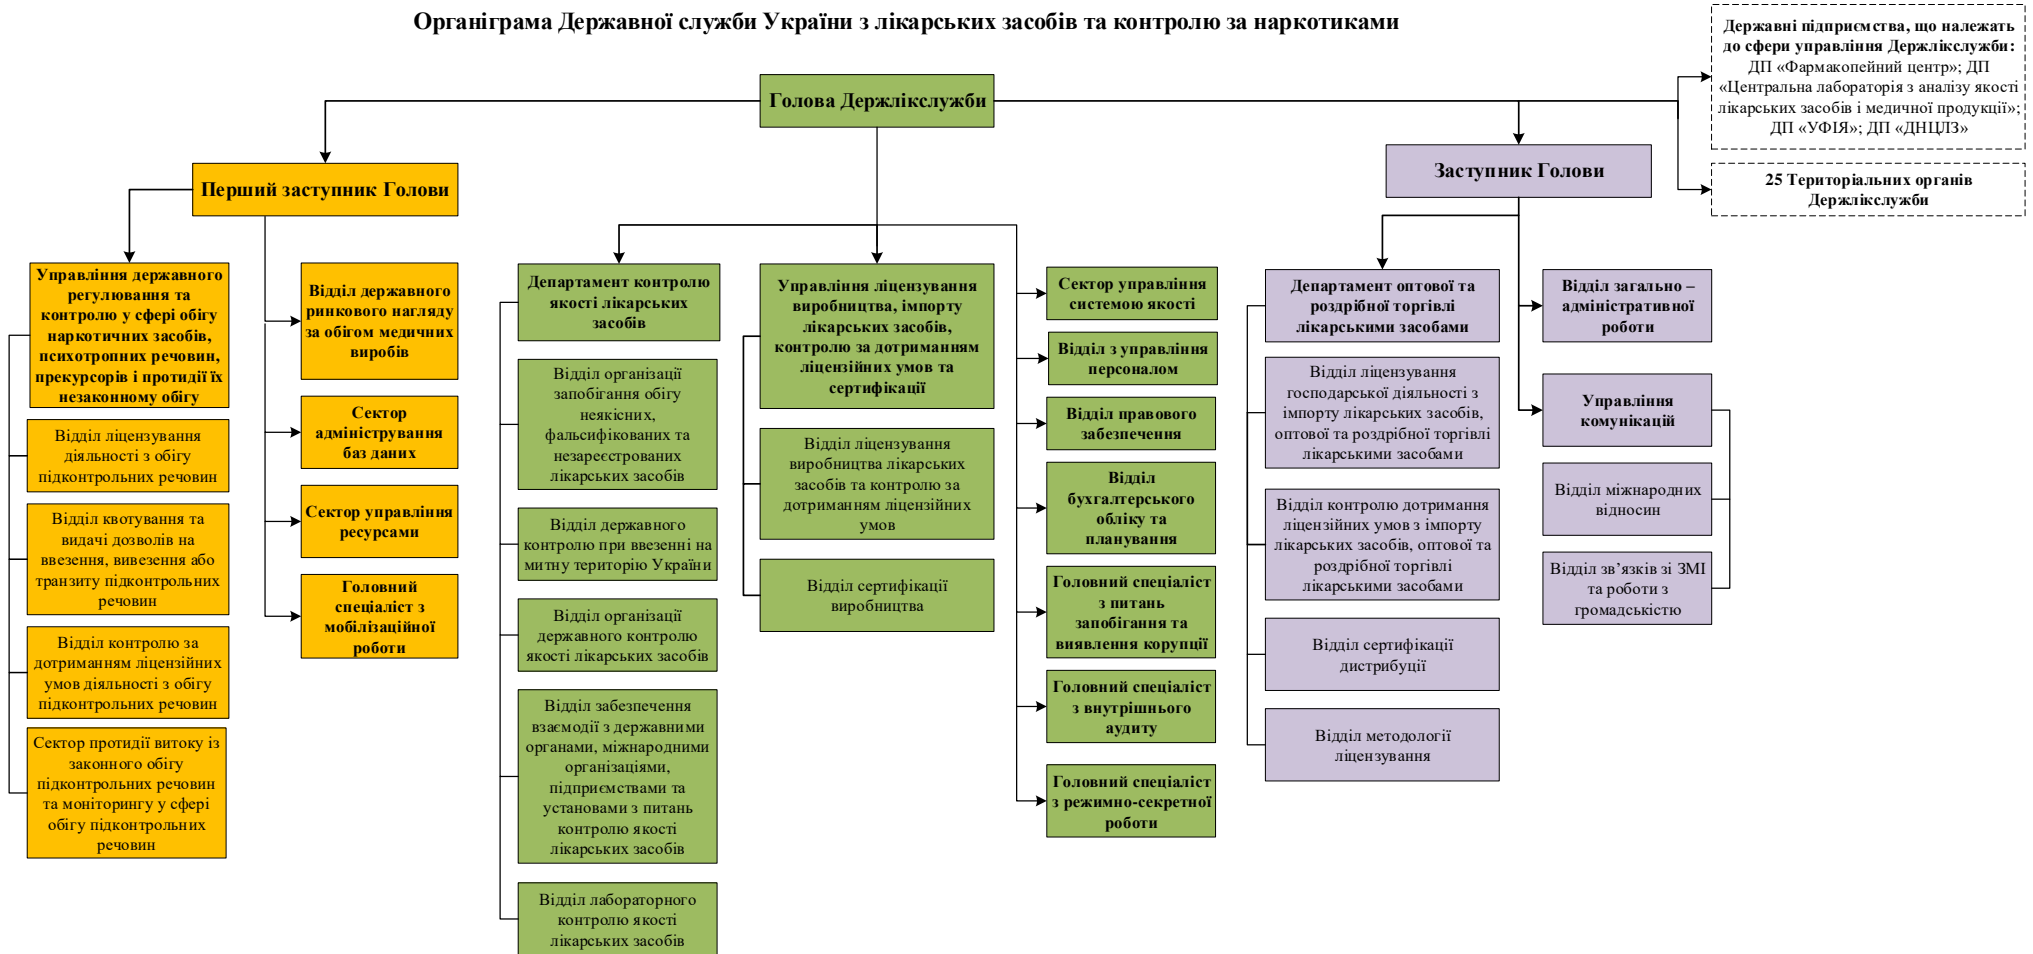 Органіграма Державної служби України з лікарських засобів та контролю за наркотиками
Державні підприємства, що належать
до сфери управління Держлікслужби:
ДП «Фармакопейний центр»; ДП
«Центральна лабораторія з аналізу якості
лікарських засобів і медичної продукції»;
ДП «УФІЯ»; ДП «ДНЦЛЗ»
25 Територіальних органів
Держлікслужби
Голова Держлікслужби
Перший заступник Голови
Заступник Голови
Управління державного
регулювання та
контролю у сфері обігу
наркотичних засобів,
психотропних речовин,
прекурсорів і протидії їх
незаконному обігу
Відділ ліцензування
діяльності з обігу
підконтрольних речовин
Відділ квотування та
видачі дозволів на
ввезення, вивезення або
транзиту підконтрольних
речовин
Відділ контролю за
дотриманням ліцензійних
умов діяльності з обігу
підконтрольних речовин
Сектор протидії витоку із
законного обігу
підконтрольних речовин
та моніторингу у сфері
обігу підконтрольних
речовин
Відділ державного
ринкового нагляду
за обігом медичних
виробів
Сектор
адміністрування
баз даних
Сектор управління
ресурсами
Головний
спеціаліст з
мобілізаційної
роботи
Департамент контролю
якості лікарських
засобів
Відділ організації
запобігання обігу
неякісних,
фальсифікованих та
незареєстрованих
лікарських засобів
Відділ державного
контролю при ввезенні на
митну територію України
Відділ організації
державного контролю
якості лікарських засобів
Відділ забезпечення
взаємодії з державними
органами, міжнародними
організаціями,
підприємствами та
установами з питань
контролю якості
лікарських засобів
Відділ лабораторного
контролю якості
лікарських засобів
Управління ліцензування
виробництва, імпорту
лікарських засобів,
контролю за дотриманням
ліцензійних умов та
сертифікації
Відділ ліцензування
виробництва лікарських
засобів та контролю за
дотриманням ліцензійних
умов
Відділ сертифікації
виробництва
Сектор управління
системою якості
Відділ з управління
персоналом
Відділ правового
забезпечення
Відділ
бухгалтерського
обліку та
планування
Головний спеціаліст
з питань
запобігання та
виявлення корупції
Головний спеціаліст
з внутрішнього
аудиту
Головний спеціаліст
з режимно-секретної
роботи
Департамент оптової та
роздрібної торгівлі
лікарськими засобами
Відділ ліцензування
господарської діяльності з
імпорту лікарських засобів,
оптової та роздрібної торгівлі
лікарськими засобами
Відділ контролю дотримання
ліцензійних умов з імпорту
лікарських засобів, оптової та
роздрібної торгівлі
лікарськими засобами
Відділ сертифікації
дистрибуції
Відділ методології
ліцензування
Відділ загально –
адміністративної
роботи
Управління
комунікацій
Відділ міжнародних
відносин
Відділ зв’язків зі ЗМІ
та роботи з
громадськістю